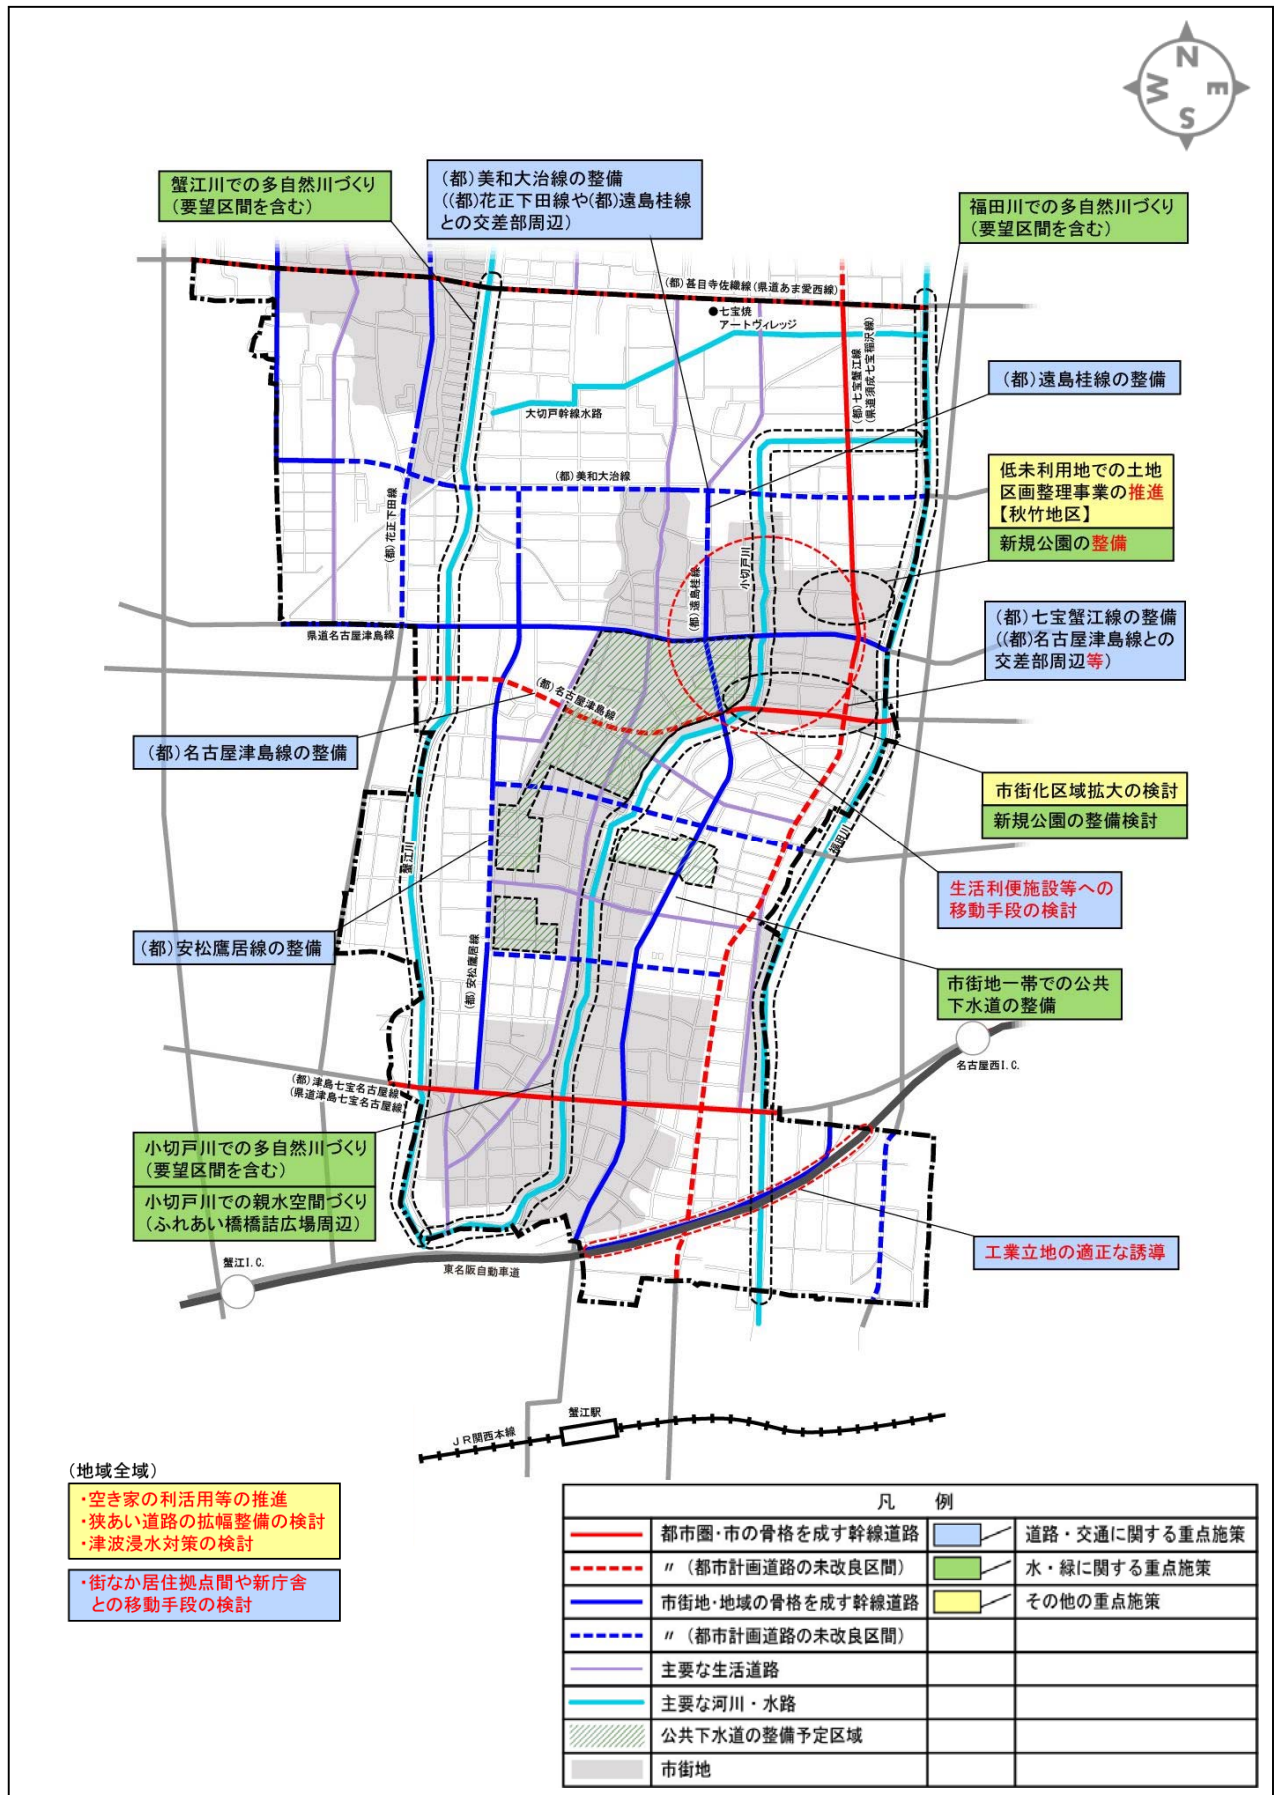 N
W
E
S
蟹江川での多自然川づくり
(要望区間を含む)
(都)美和大治線の整備
((都)花正下田線や(都)遠島桂線
との交差部周辺)
福田川での多自然川づくり
(要望区間を含む)
(都)甚目寺佐織線(県道あま愛西線)
●七宝焼
アートヴィレッジ
(都)七宝蟹江線
(県道須成七宝稲沢線)
(都)遠島桂線の整備
大切戸幹線水路
(都)美和大治線
低未利用地での土地
区画整理事業の推進
【秋竹地区】
新規公園の整備
(都)花正下田線
小切戸川
(都)遠島桂線
(都)七宝蟹江線の整備
((都)名古屋津島線との
交差部周辺等)
県道名古屋津島線
(都)名古屋津島線
(都)名古屋津島線の整備
市街化区域拡大の検討
新規公園の整備検討
福田川
蟹江川
生活利便施設等への
移動手段の検討
(都)安松鷹居線の整備
(都)安松鷹居線
市街地一帯での公共
下水道の整備
名古屋西I.C.
(都)津島七宝名古屋線
(県道津島七宝名古屋線)
小切戸川での多自然川づくり
(要望区間を含む)
小切戸川での親水空間づくり
(ふれあい橋橋詰広場周辺)
工業立地の適正な誘導
蟹江I.C.
東名阪自動車道
蟹江駅
JR関西本線
(地域全域)
・空き家の利活用等の推進
・狭あい道路の拡幅整備の検討
・津波浸水対策の検討
・街なか居住拠点間や新庁舎
との移動手段の検討
凡 例
都市圏・市の骨格を成す幹線道路
道路・交通に関する重点施策
〃(都市計画道路の未改良区間)
水・緑に関する重点施策
市街地・地域の骨格を成す幹線道路
その他の重点施策
〃(都市計画道路の未改良区間)
主要な生活道路
主要な河川・水路
公共下水道の整備予定区域
市街地